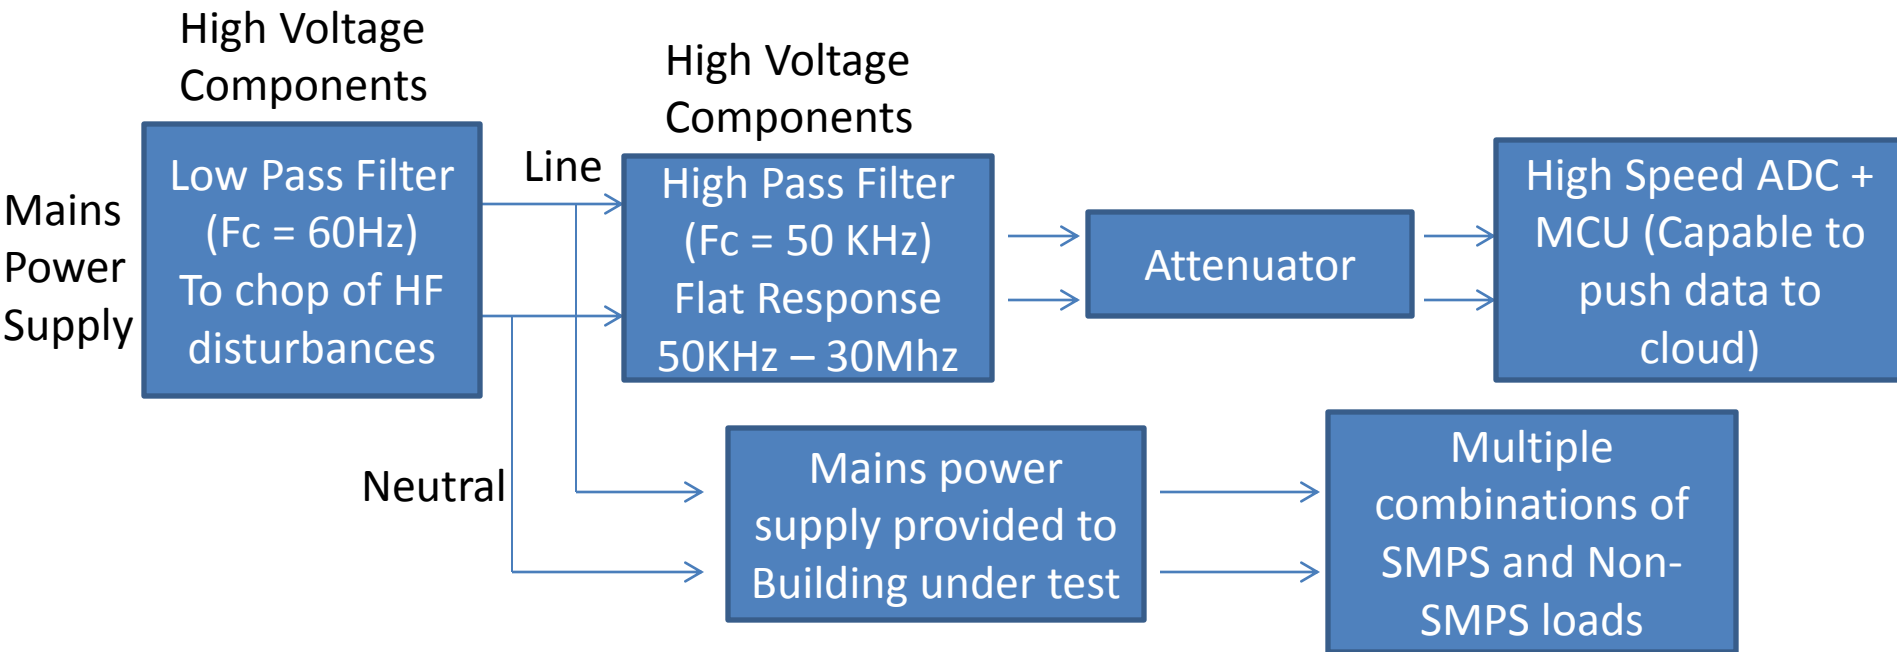 High Voltage
Components
High Voltage
Components
Mains
Power
Supply
Low Pass Filter
(Fc = 60Hz)
To chop of HF
disturbances
Line
Neutral
High Pass Filter
(Fc = 50 KHz)
Flat Response
50KHz – 30Mhz
Attenuator
High Speed ADC +
MCU (Capable to
push data to
cloud)
Mains power
supply provided to
Building under test
Multiple
combinations of
SMPS and Non-
SMPS loads